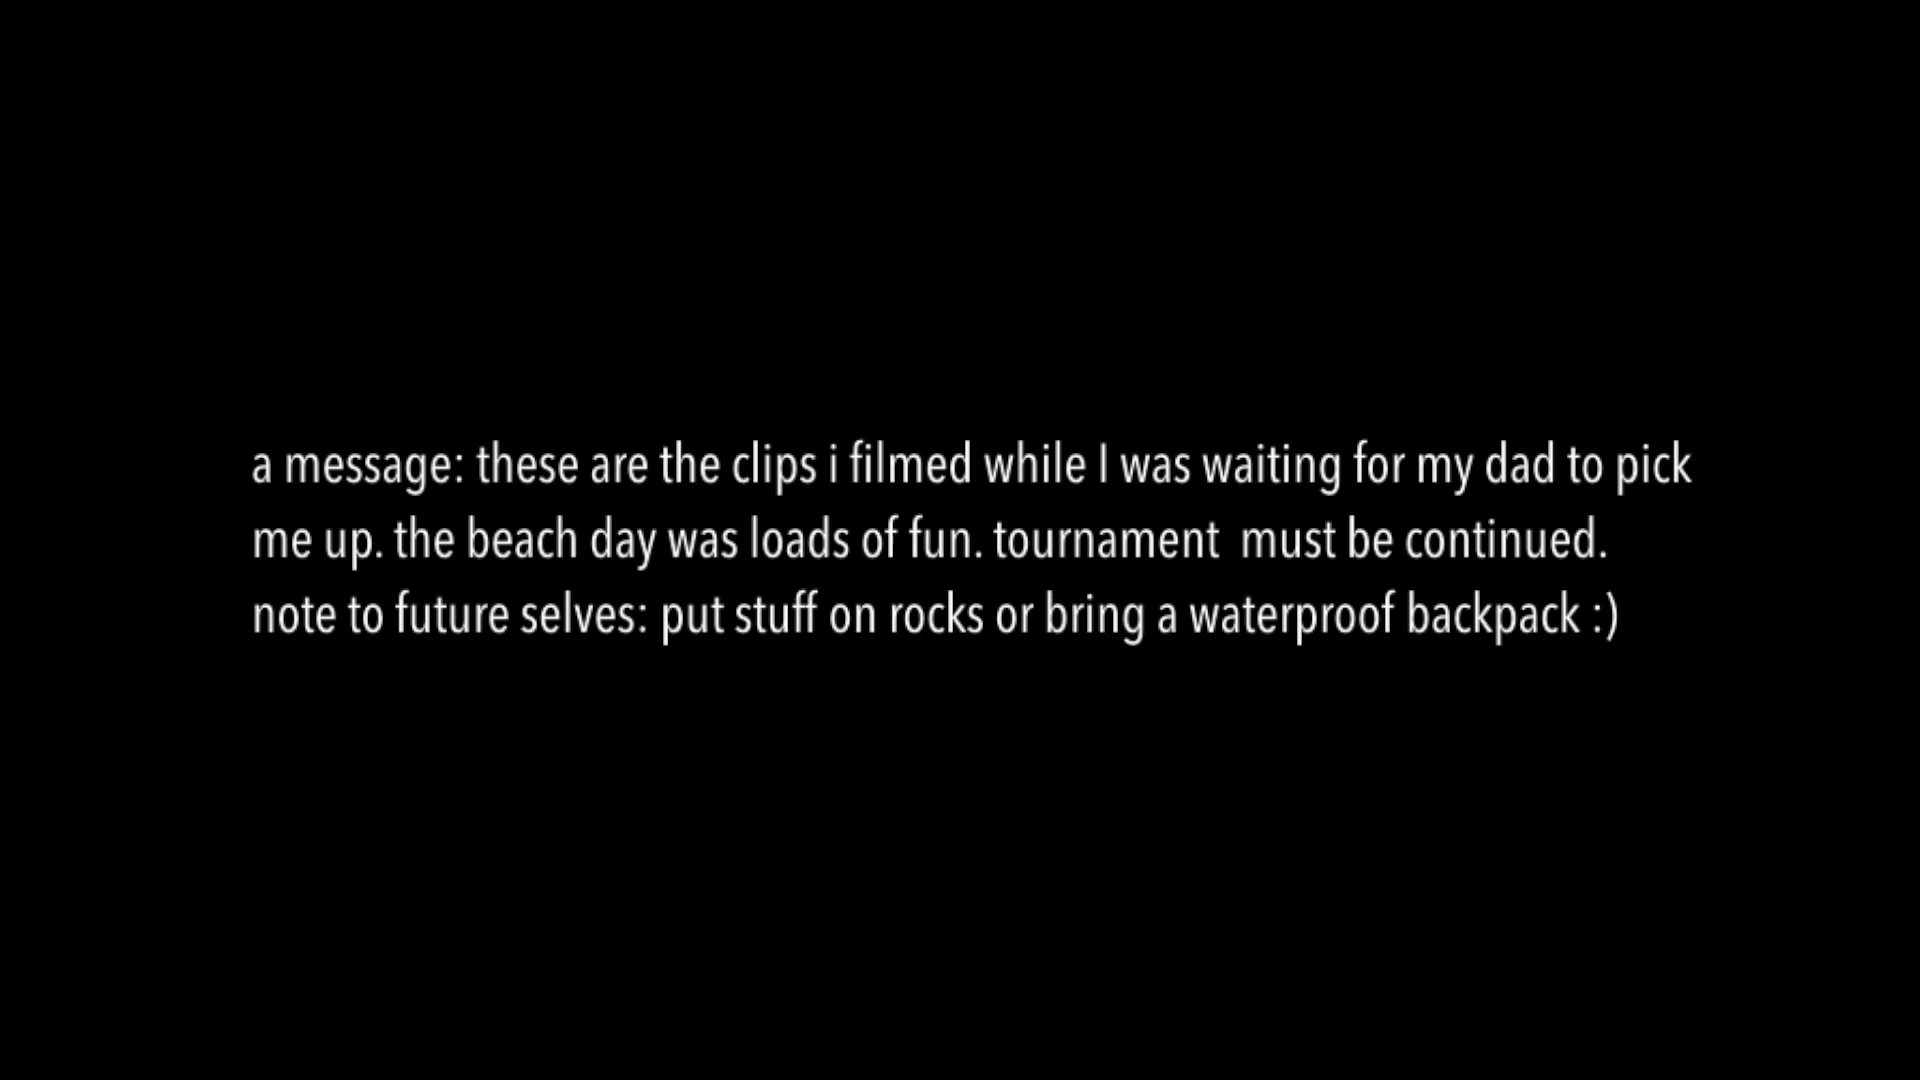 a message: these are the clips i filmed while I was waiting for my dad to pick
me up. the beach day was loads of fun. tournament  must be continued.
note to future selves: put stuff on rocks or bring a waterproof backpack :)